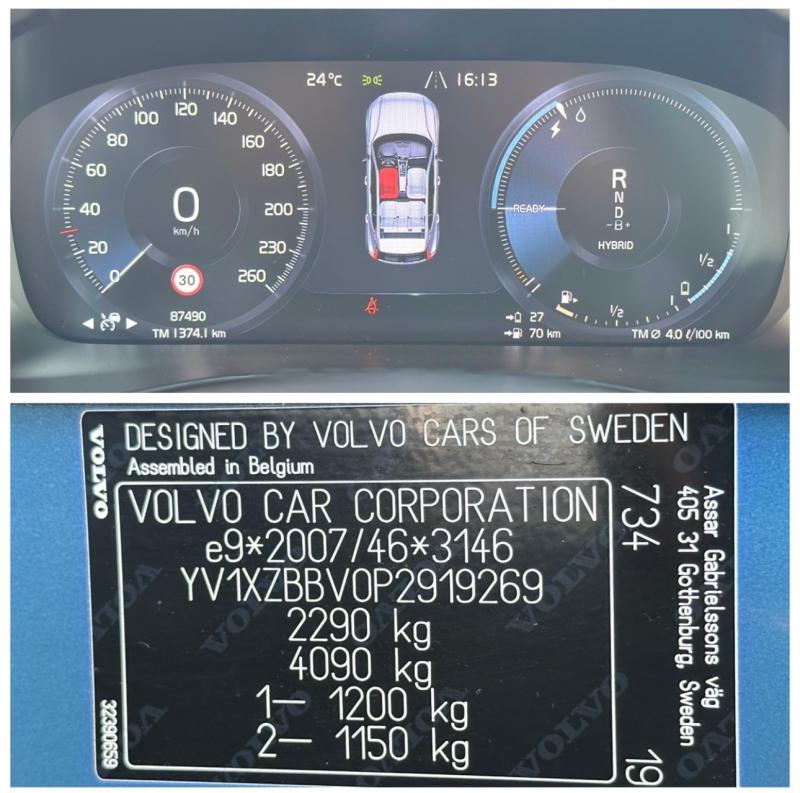 24°C 16:13
0
20
40
60
80
100
120
140
160
180
200
230
260
0
km/h
30
87490
TM 1374.1 km
READY
R
N
D
-B+
HYBRID
1
1/2
1/2
1
27
70 km
TM Ø 4.0 ℓ/100 km
VOLVO
DESIGNED BY VOLVO CARS OF SWEDEN
Assembled in Belgium
VOLVO CAR CORPORATION
e9*2007/46*3146
YV1XZBBV0P2919269
2290 kg
4090 kg
1– 1200 kg
2– 1150 kg
32290659
734
19
Assar Gabrielssons väg
405 31 Gothenburg, Sweden